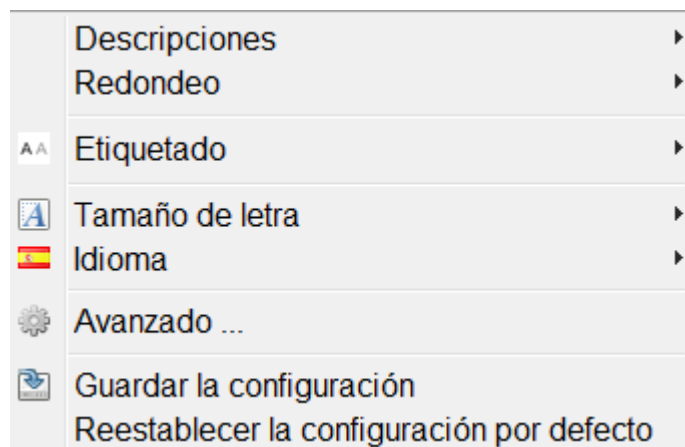 Descripciones
Redondeo
AA Etiquetado
A Tamaño de letra
Idioma
Avanzado ...
Guardar la configuración
Reestablecer la configuración por defecto